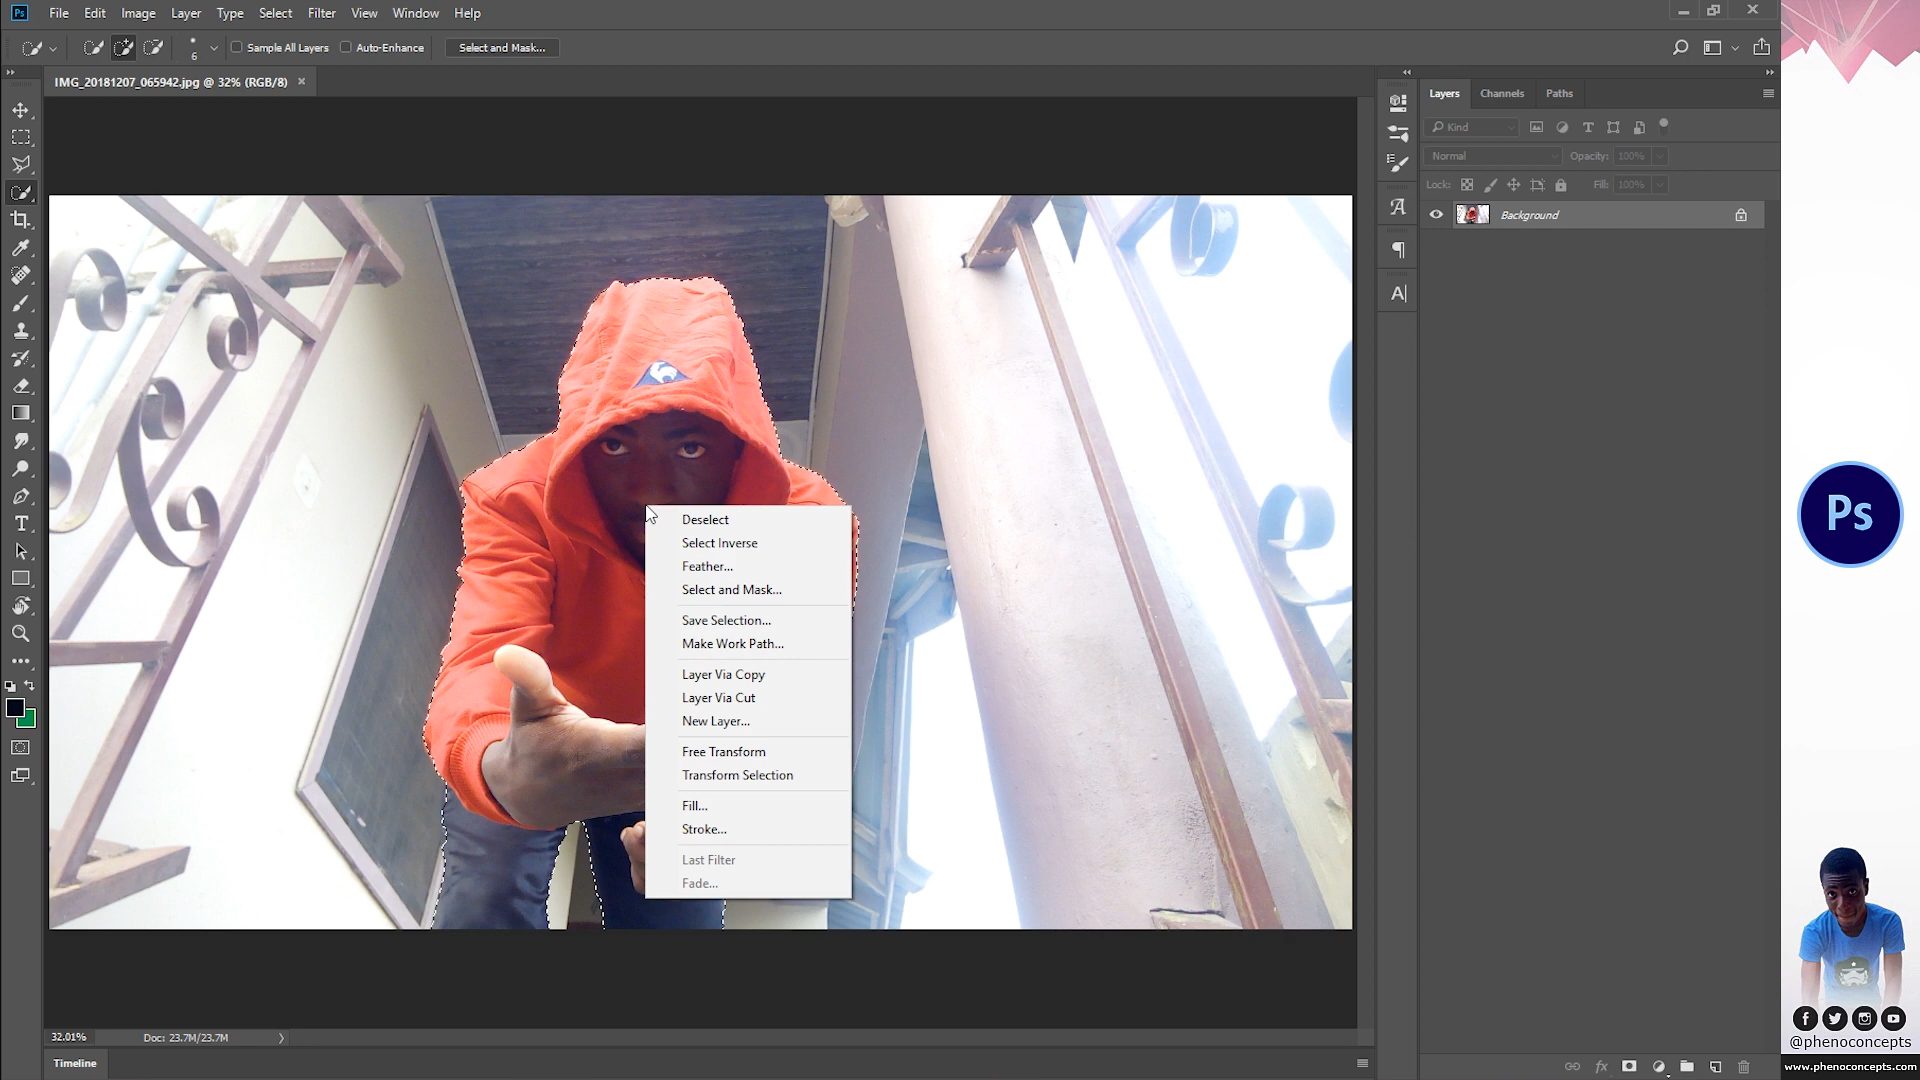 Ps File Edit Image Layer Type Select Filter View Window Help
6 Sample All Layers Auto-Enhance Select and Mask...
IMG_20181207_065942.jpg @ 32% (RGB/8)
Layers Channels Paths
Kind
Normal Opacity: 100%
Lock: Fill: 100%
Background
Deselect
Select Inverse
Feather...
Select and Mask...
Save Selection...
Make Work Path...
Layer Via Copy
Layer Via Cut
New Layer...
Free Transform
Transform Selection
Fill...
Stroke...
Last Filter
Fade...
Ps
32.01% Doc: 23.7M/23.7M
Timeline
@phenoconcepts
www.phenoconcepts.com